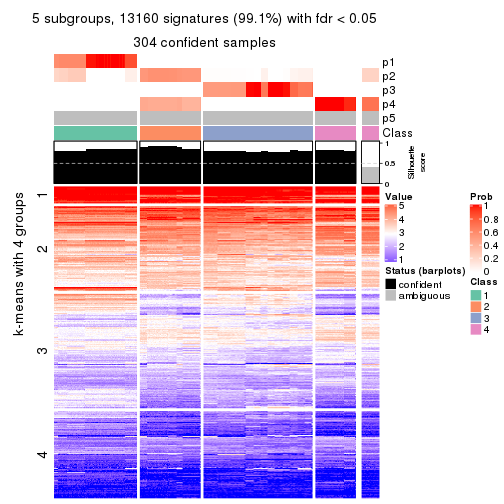 5 subgroups, 13160 signatures (99.1%) with fdr < 0.05
304 confident samples
p1
p2
p3
p4
p5
Class
1
0.5
0
Silhouette
score
k-means with 4 groups
1
2
3
4
Value
5
4
3
2
1
Status (barplots)
confident
ambiguous
Prob
1
0.8
0.6
0.4
0.2
0
Class
1
2
3
4